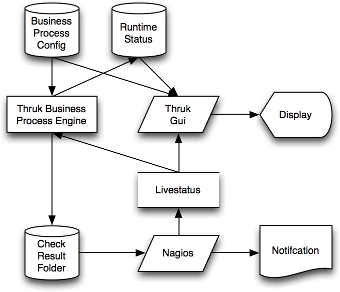 Business
Process
Config
Runtime
Status
Thruk Business
Process Engine
Thruk
Gui
Display
Livestatus
Check
Result
Folder
Nagios
Notifcation